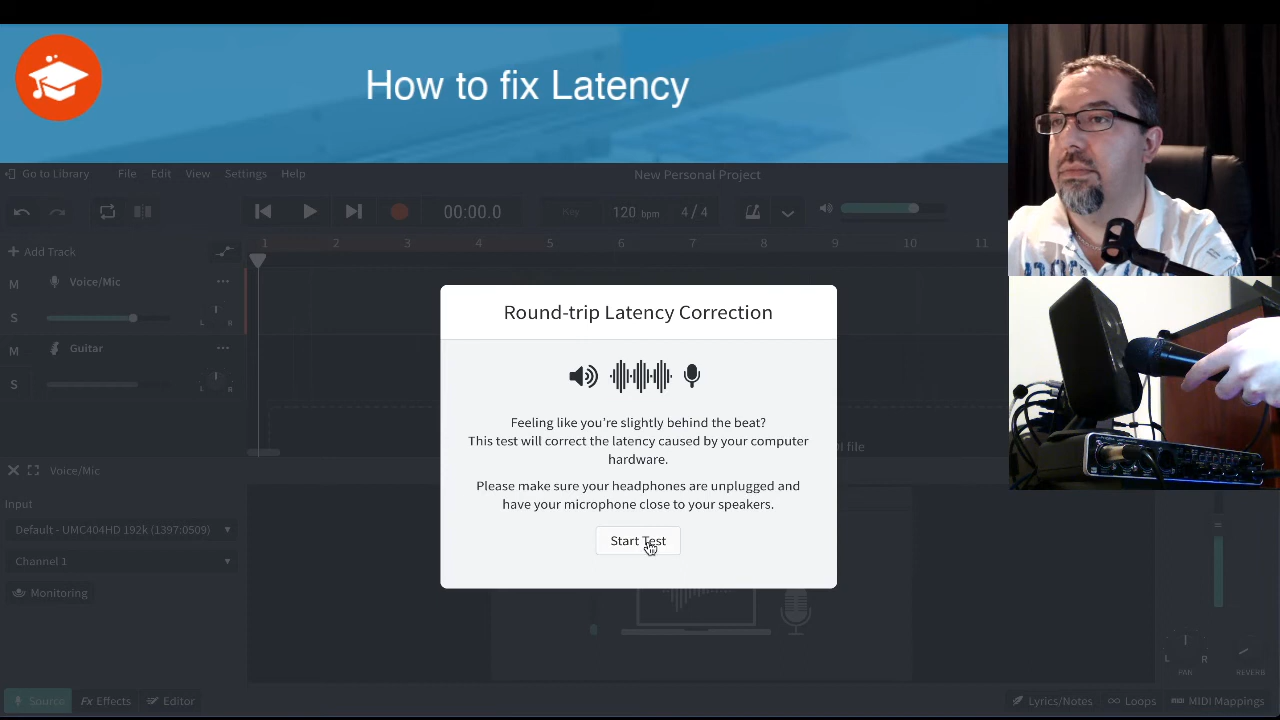 How to fix Latency
Go to Library File Edit View Settings Help New Personal Project
00:00.0 Key 120 bpm 4 / 4
Add Track 1 2 3 4 5 6 7 8 9 10 11
M Voice/Mic
S L R
M Guitar
S L R
Round-trip Latency Correction
Feeling like you're slightly behind the beat?
This test will correct the latency caused by your computer
hardware.
Please make sure your headphones are unplugged and
have your microphone close to your speakers.
Start Test
file
Voice/Mic
Input
Default - UMC404HD 192k (1397:0509)
Channel 1
Monitoring
L R
PAN REVERB
Source Fx Effects Editor Lyrics/Notes Loops MIDI MIDI Mappings